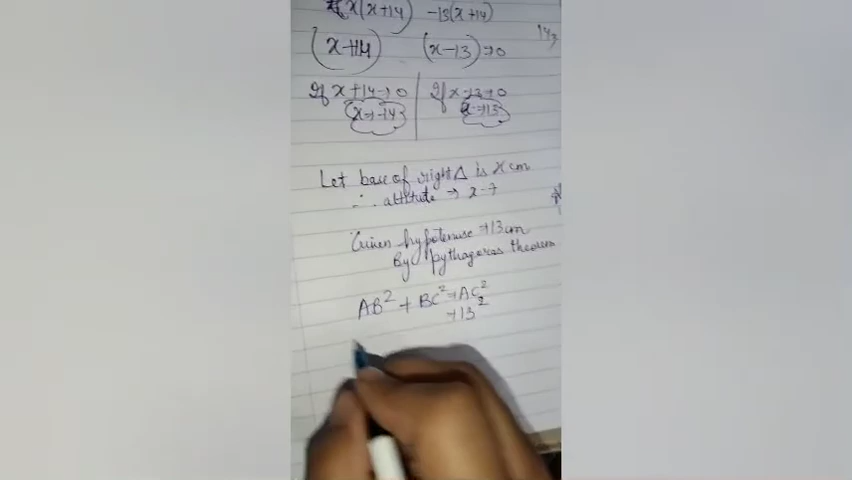 x(x+14) -13(x+14)
(x+14) (x-13)→0
If x+14→0 | If x-13→0
x→-14 x→13
Let base of right Δ is x cm
∴ altitute → x-7
Given hypotenuse →13cm
By pythagoras theorem
AB²+BC²→AC²
→13²